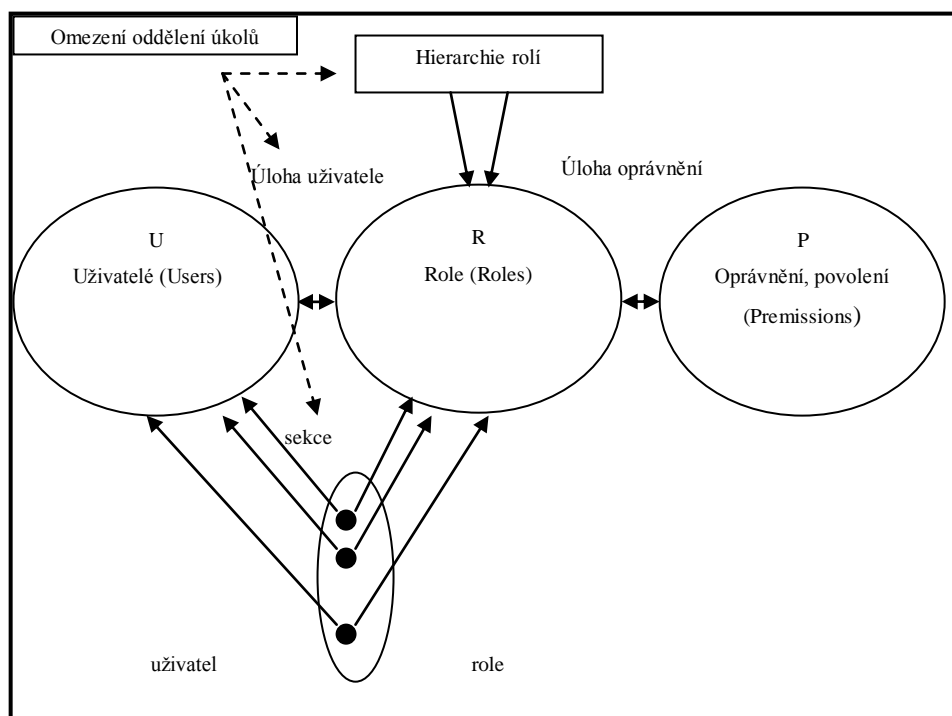 Omezení oddělení úkolů
Hierarchie rolí
Úloha uživatele
Úloha oprávnění
U
Uživatelé (Users)
R
Role (Roles)
P
Oprávnění, povolení
(Premissions)
sekce
uživatel
role